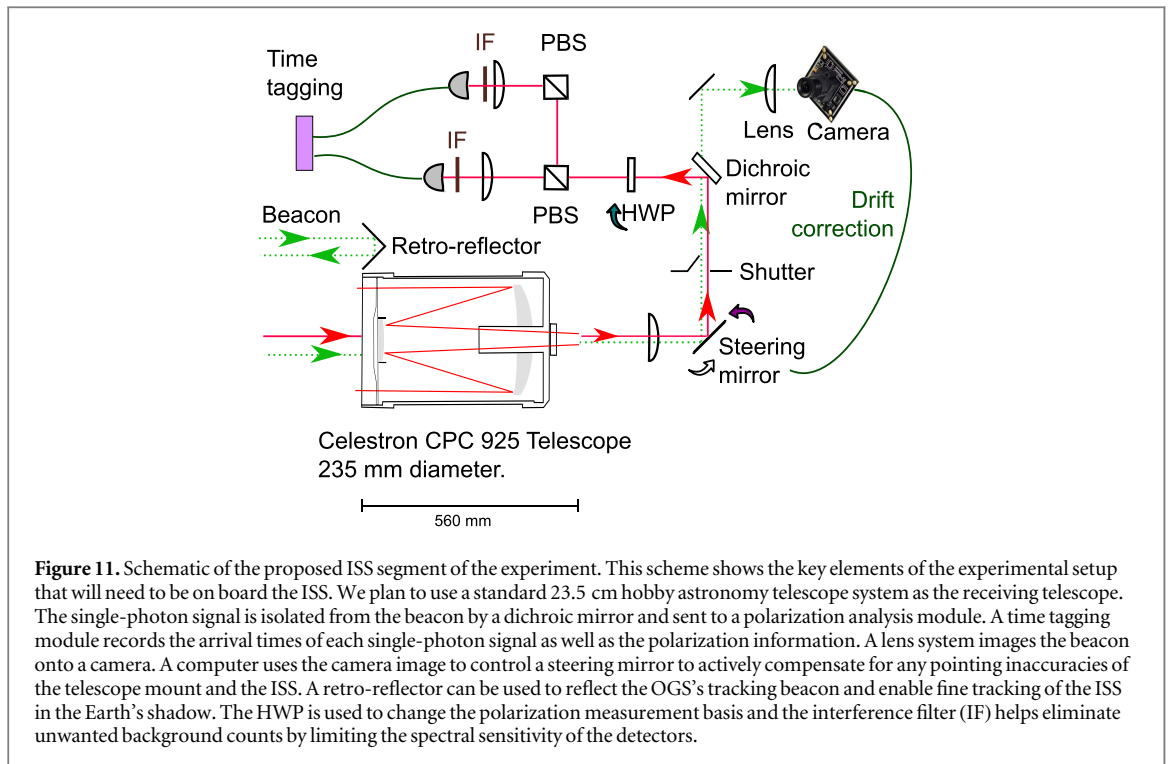 Time
tagging
IF
PBS
IF
PBS
HWP
Lens
Camera
Dichroic
mirror
Drift
correction
Beacon
Retro-reflector
Shutter
Steering
mirror
Celestron CPC 925 Telescope
235 mm diameter.
560 mm
Figure 11. Schematic of the proposed ISS segment of the experiment. This scheme shows the key elements of the experimental setup
that will need to be on board the ISS. We plan to use a standard 23.5 cm hobby astronomy telescope system as the receiving telescope.
The single-photon signal is isolated from the beacon by a dichroic mirror and sent to a polarization analysis module. A time tagging
module records the arrival times of each single-photon signal as well as the polarization information. A lens system images the beacon
onto a camera. A computer uses the camera image to control a steering mirror to actively compensate for any pointing inaccuracies of
the telescope mount and the ISS. A retro-reflector can be used to reflect the OGS's tracking beacon and enable fine tracking of the ISS
in the Earth's shadow. The HWP is used to change the polarization measurement basis and the interference filter (IF) helps eliminate
unwanted background counts by limiting the spectral sensitivity of the detectors.